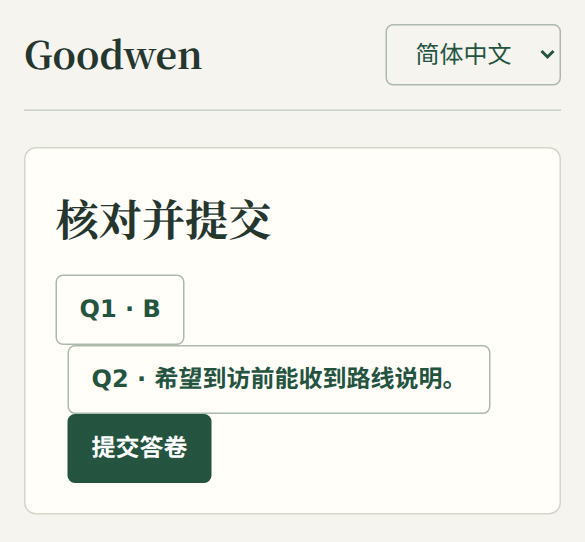 Goodwen
简体中文
核对并提交
Q1 · B
Q2 · 希望到访前能收到路线说明。
提交答卷